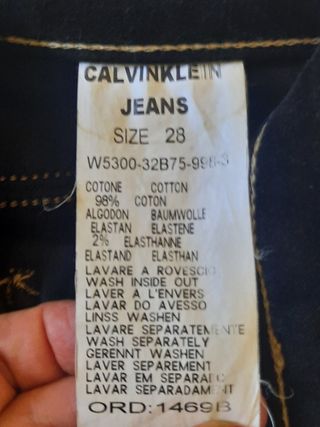 CALVINKLEIN
JEANS
SIZE 28
W5300-32B75-998-3
COTONE COTTON
98% COTON
ALGODON BAUMWOLLE
ELASTAN ELASTENE
2% ELASTHANNE
ELASTAND ELASTHAN
LAVARE A ROVESCIO
WASH INSIDE OUT
LAVER A L'ENVERS
LAVAR DO AVESSO
LINSS WASHEN
LAVARE SEPARATEMENTE
WASH SEPARATELY
GERENNT WASHEN
LAVER SEPAREMENT
LAVAR EM SEPARADO
LAVAR SEPARADAMENT
ORD:1469B